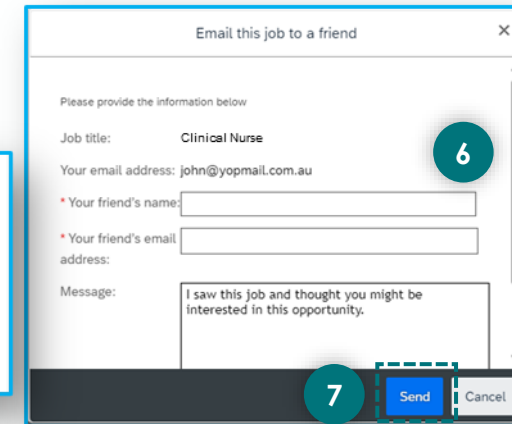 Email this job to a friend
×
Please provide the information below
Job title: Clinical Nurse
6
Your email address: john@yopmail.com.au
* Your friend's name:
* Your friend's email
address:
Message: I saw this job and thought you might be
interested in this opportunity.
7 Send Cancel